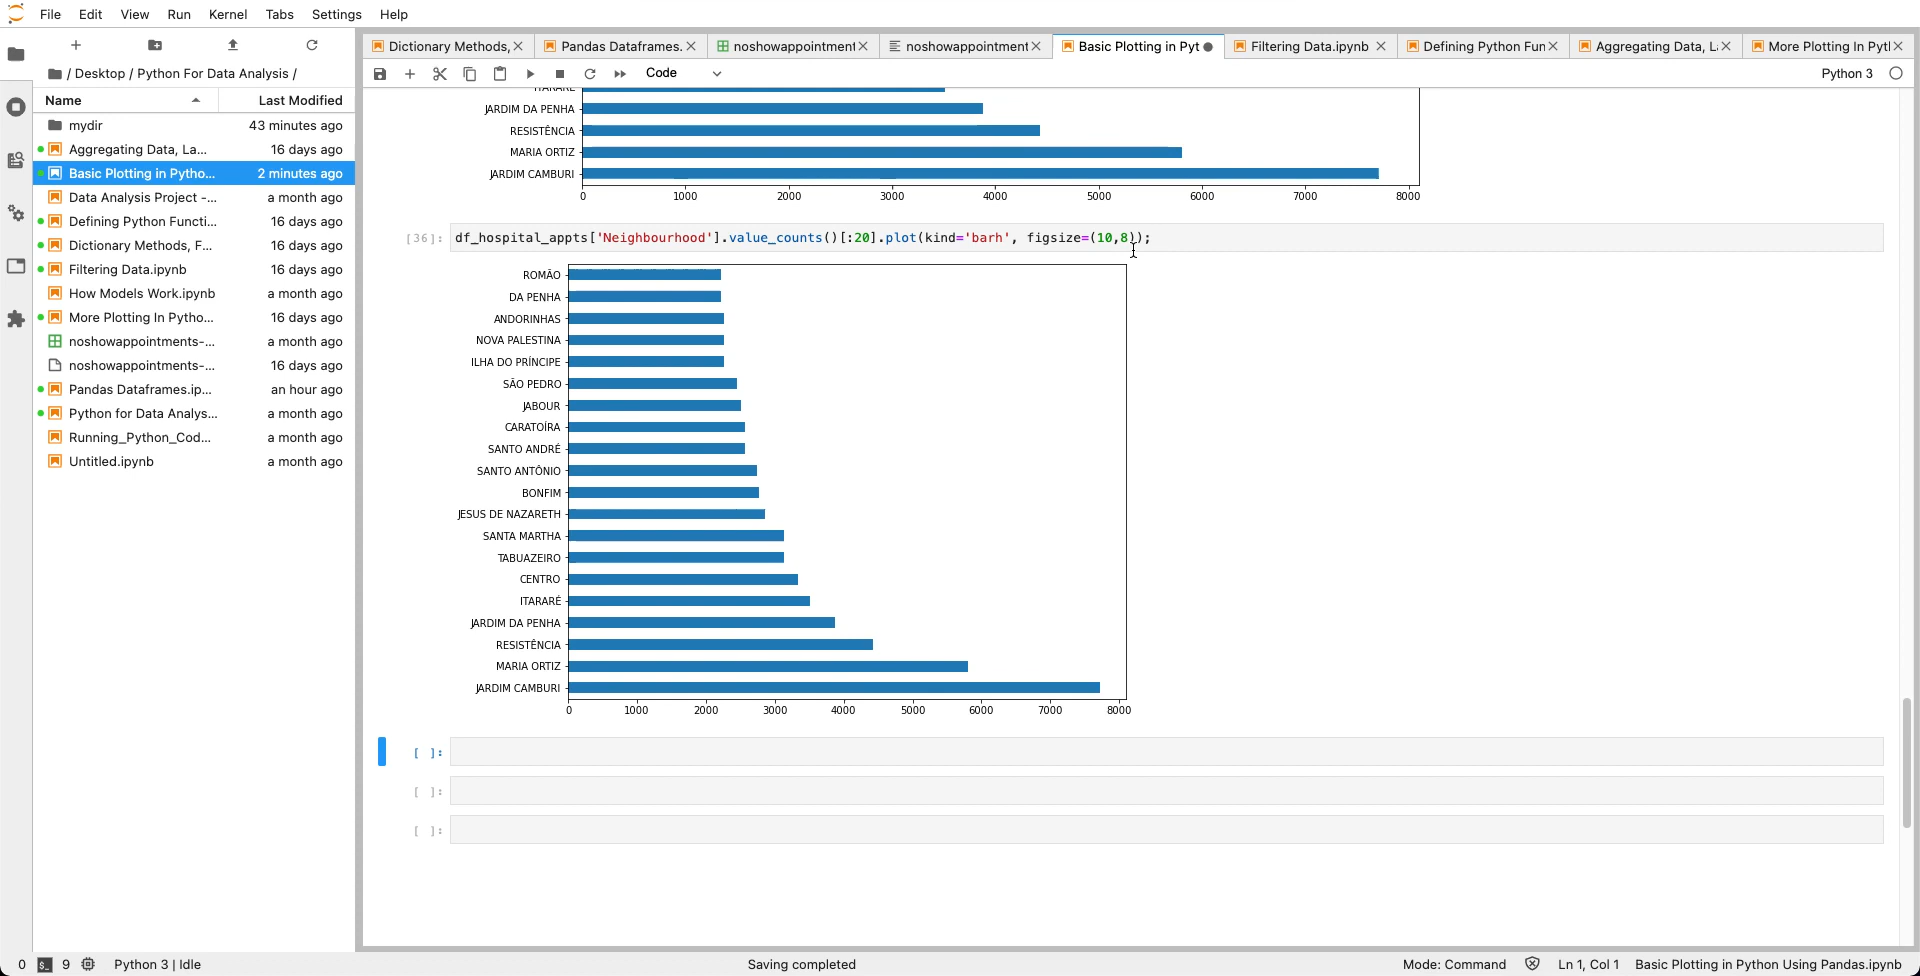 File Edit View Run Kernel Tabs Settings Help
Dictionary Methods, Pandas Dataframes. noshowappointment noshowappointment Basic Plotting in Pyt Filtering Data.ipynb Defining Python Fun Aggregating Data, L More Plotting In Pytl
/ Desktop / Python For Data Analysis /
Code
Python 3
Name Last Modified
mydir 43 minutes ago
Aggregating Data, La... 16 days ago
Basic Plotting in Pytho... 2 minutes ago
Data Analysis Project -... a month ago
Defining Python Functi... 16 days ago
Dictionary Methods, F... 16 days ago
Filtering Data.ipynb 16 days ago
How Models Work.ipynb a month ago
More Plotting In Pytho... 16 days ago
noshowappointments-... a month ago
noshowappointments-... 16 days ago
Pandas Dataframes.ip... an hour ago
Python for Data Analys... a month ago
Running_Python_Cod... a month ago
Untitled.ipynb a month ago
ITARARÉ
JARDIM DA PENHA
RESISTÊNCIA
MARIA ORTIZ
JARDIM CAMBURI
0 1000 2000 3000 4000 5000 6000 7000 8000
[36]: df_hospital_appts['Neighbourhood'].value_counts()[:20].plot(kind='barh', figsize=(10,8));
ROMÃO
DA PENHA
ANDORINHAS
NOVA PALESTINA
ILHA DO PRÍNCIPE
SÃO PEDRO
JABOUR
CARATOÍRA
SANTO ANDRÉ
SANTO ANTÔNIO
BONFIM
JESUS DE NAZARETH
SANTA MARTHA
TABUAZEIRO
CENTRO
ITARARÉ
JARDIM DA PENHA
RESISTÊNCIA
MARIA ORTIZ
JARDIM CAMBURI
0 1000 2000 3000 4000 5000 6000 7000 8000
[ ]:
[ ]:
[ ]:
0 $_ 9 Python 3 | Idle Saving completed Mode: Command Ln 1, Col 1 Basic Plotting in Python Using Pandas.ipynb